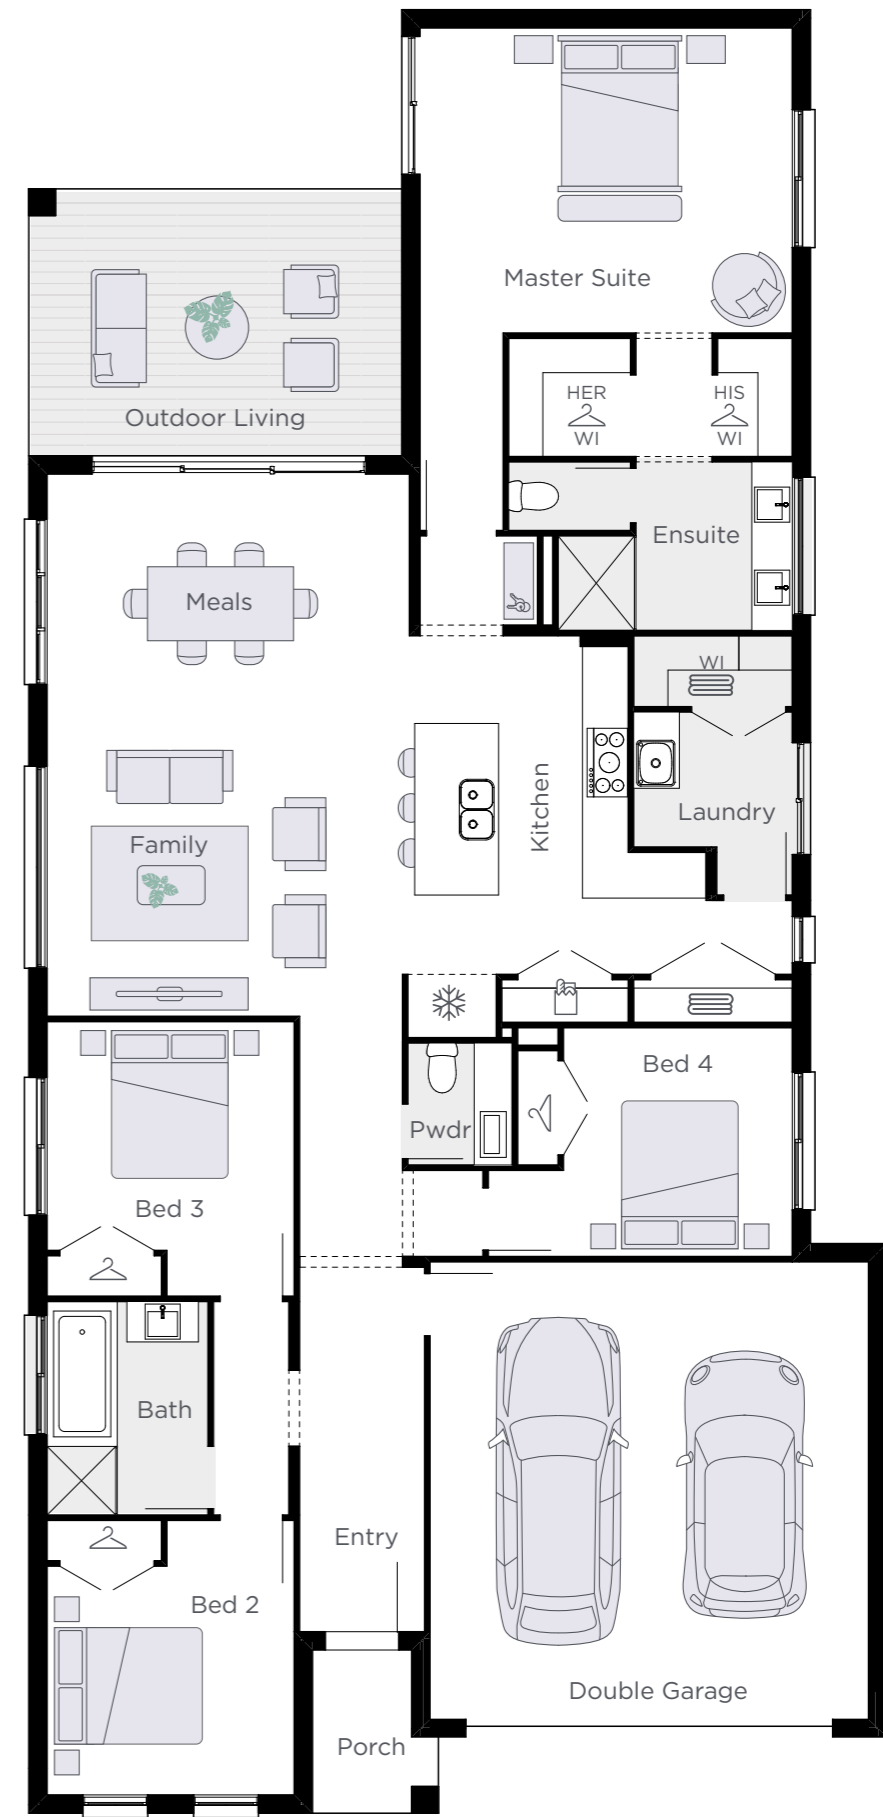 Master Suite
HER
WI
HIS
WI
Outdoor Living
Ensuite
Meals
WI
Kitchen
Laundry
Family
Bed 4
Pwdr
Bed 3
Bath
Entry
Bed 2
Double Garage
Porch